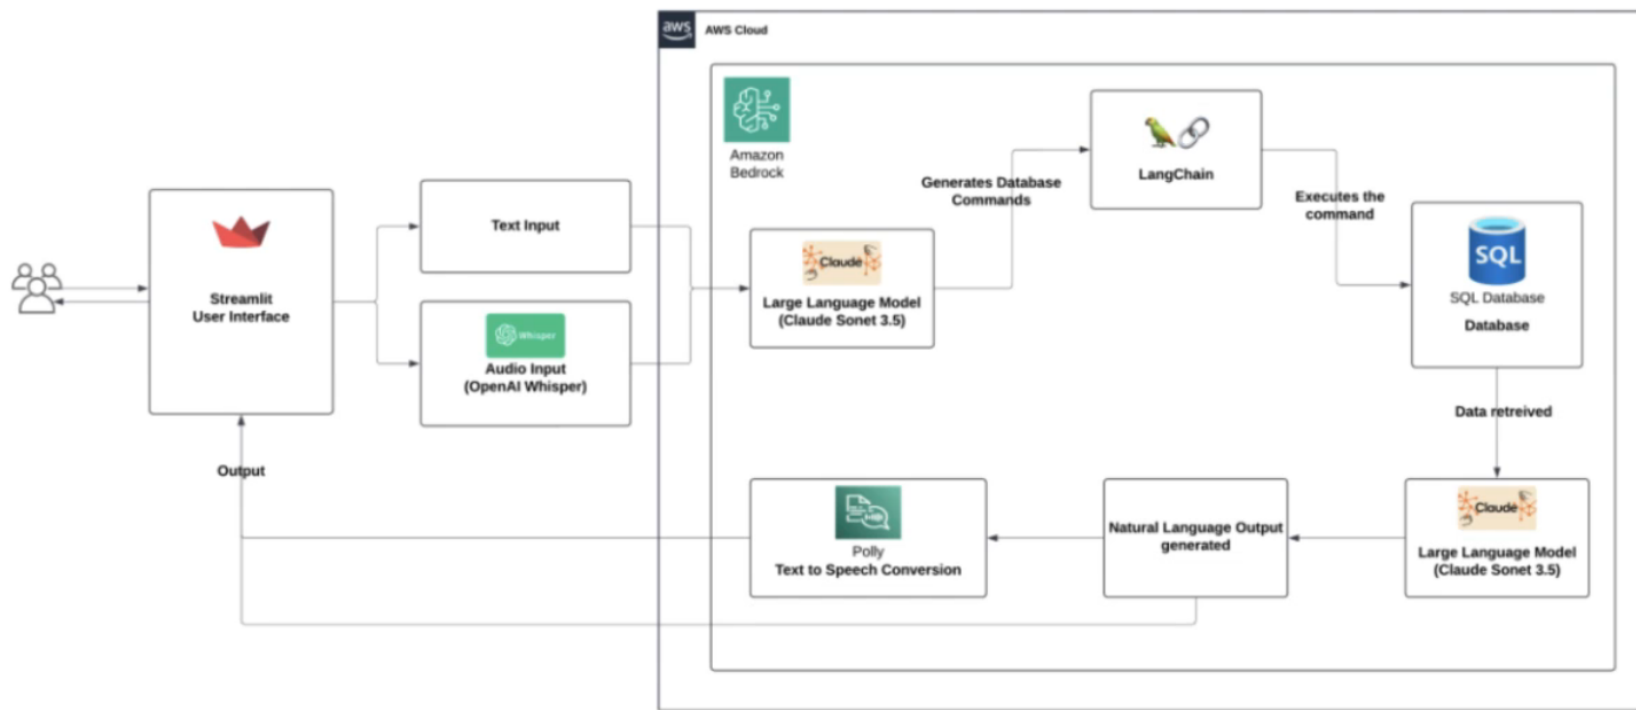 aws
AWS Cloud
Amazon
Bedrock
Streamlit
User Interface
Text Input
Whisper
Audio Input
(OpenAI Whisper)
Claude
Large Language Model
(Claude Sonet 3.5)
Generates Database
Commands
LangChain
Executes the
command
SQL
SQL Database
Database
Data retreived
Claude
Large Language Model
(Claude Sonet 3.5)
Natural Language Output
generated
Polly
Text to Speech Conversion
Output